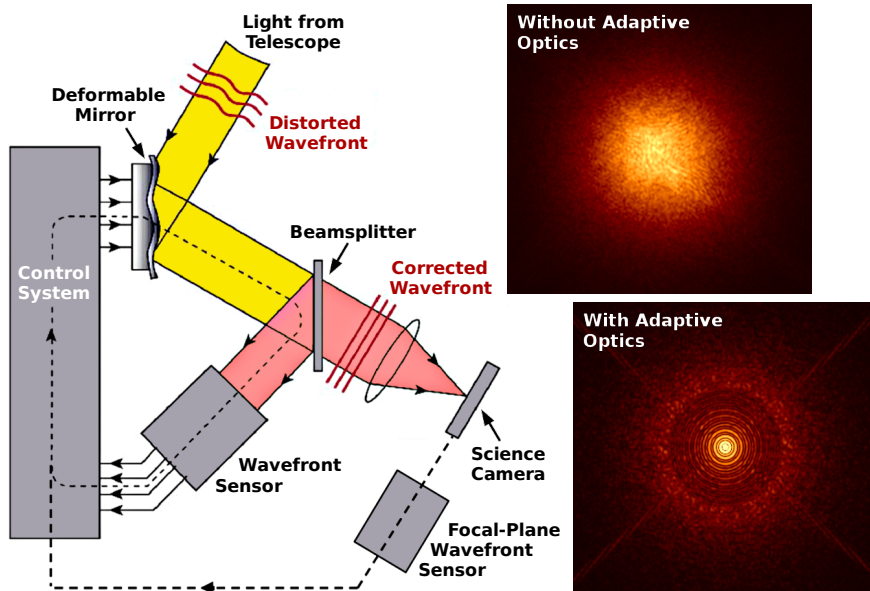 Light from
Telescope
Deformable
Mirror
Distorted
Wavefront
Control
System
Beamsplitter
Corrected
Wavefront
Wavefront
Sensor
Science
Camera
Focal-Plane
Wavefront
Sensor
Without Adaptive
Optics
With Adaptive
Optics